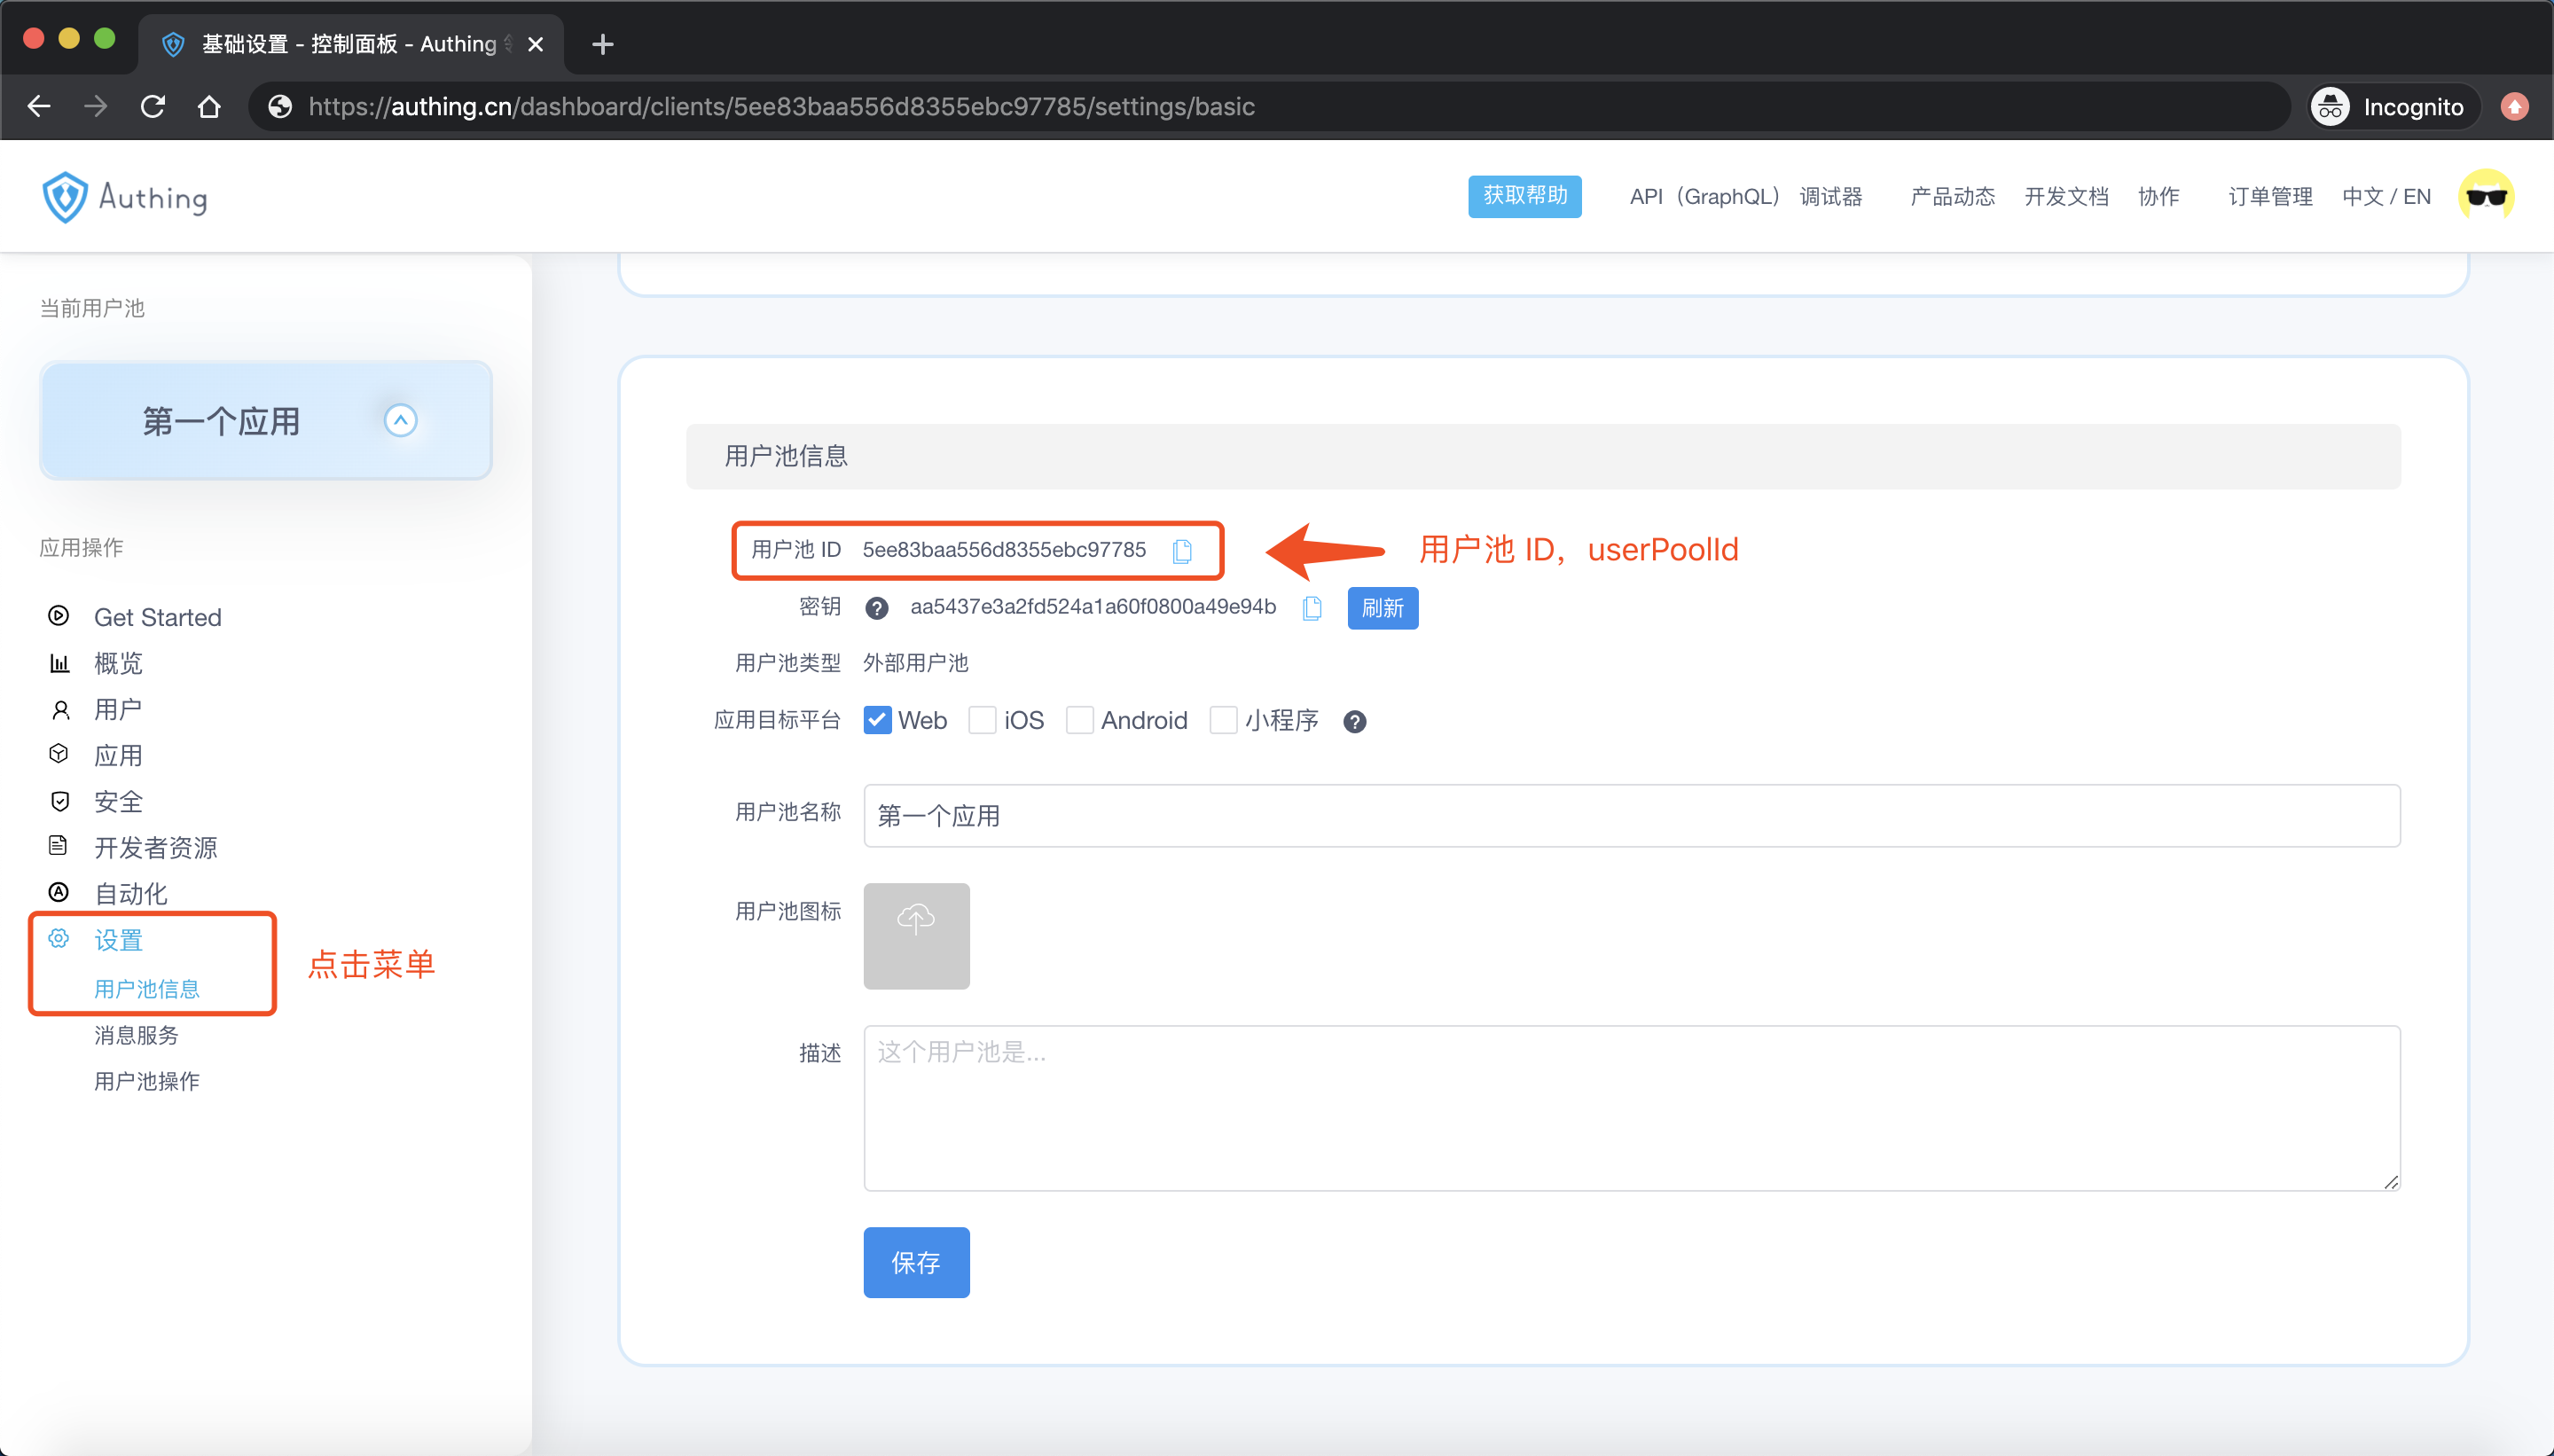 基础设置 - 控制面板 - Authing
https://authing.cn/dashboard/clients/5ee83baa556d8355ebc97785/settings/basic
Incognito
Authing
获取帮助
API（GraphQL） 调试器
产品动态
开发文档
协作
订单管理
中文 / EN
当前用户池
第一个应用
应用操作
Get Started
概览
用户
应用
安全
开发者资源
自动化
设置
用户池信息
点击菜单
消息服务
用户池操作
用户池信息
用户池 ID 5ee83baa556d8355ebc97785
用户池 ID，userPoolId
密钥 aa5437e3a2fd524a1a60f0800a49e94b 刷新
用户池类型 外部用户池
应用目标平台 Web iOS Android 小程序
用户池名称 第一个应用
用户池图标
描述 这个用户池是...
保存